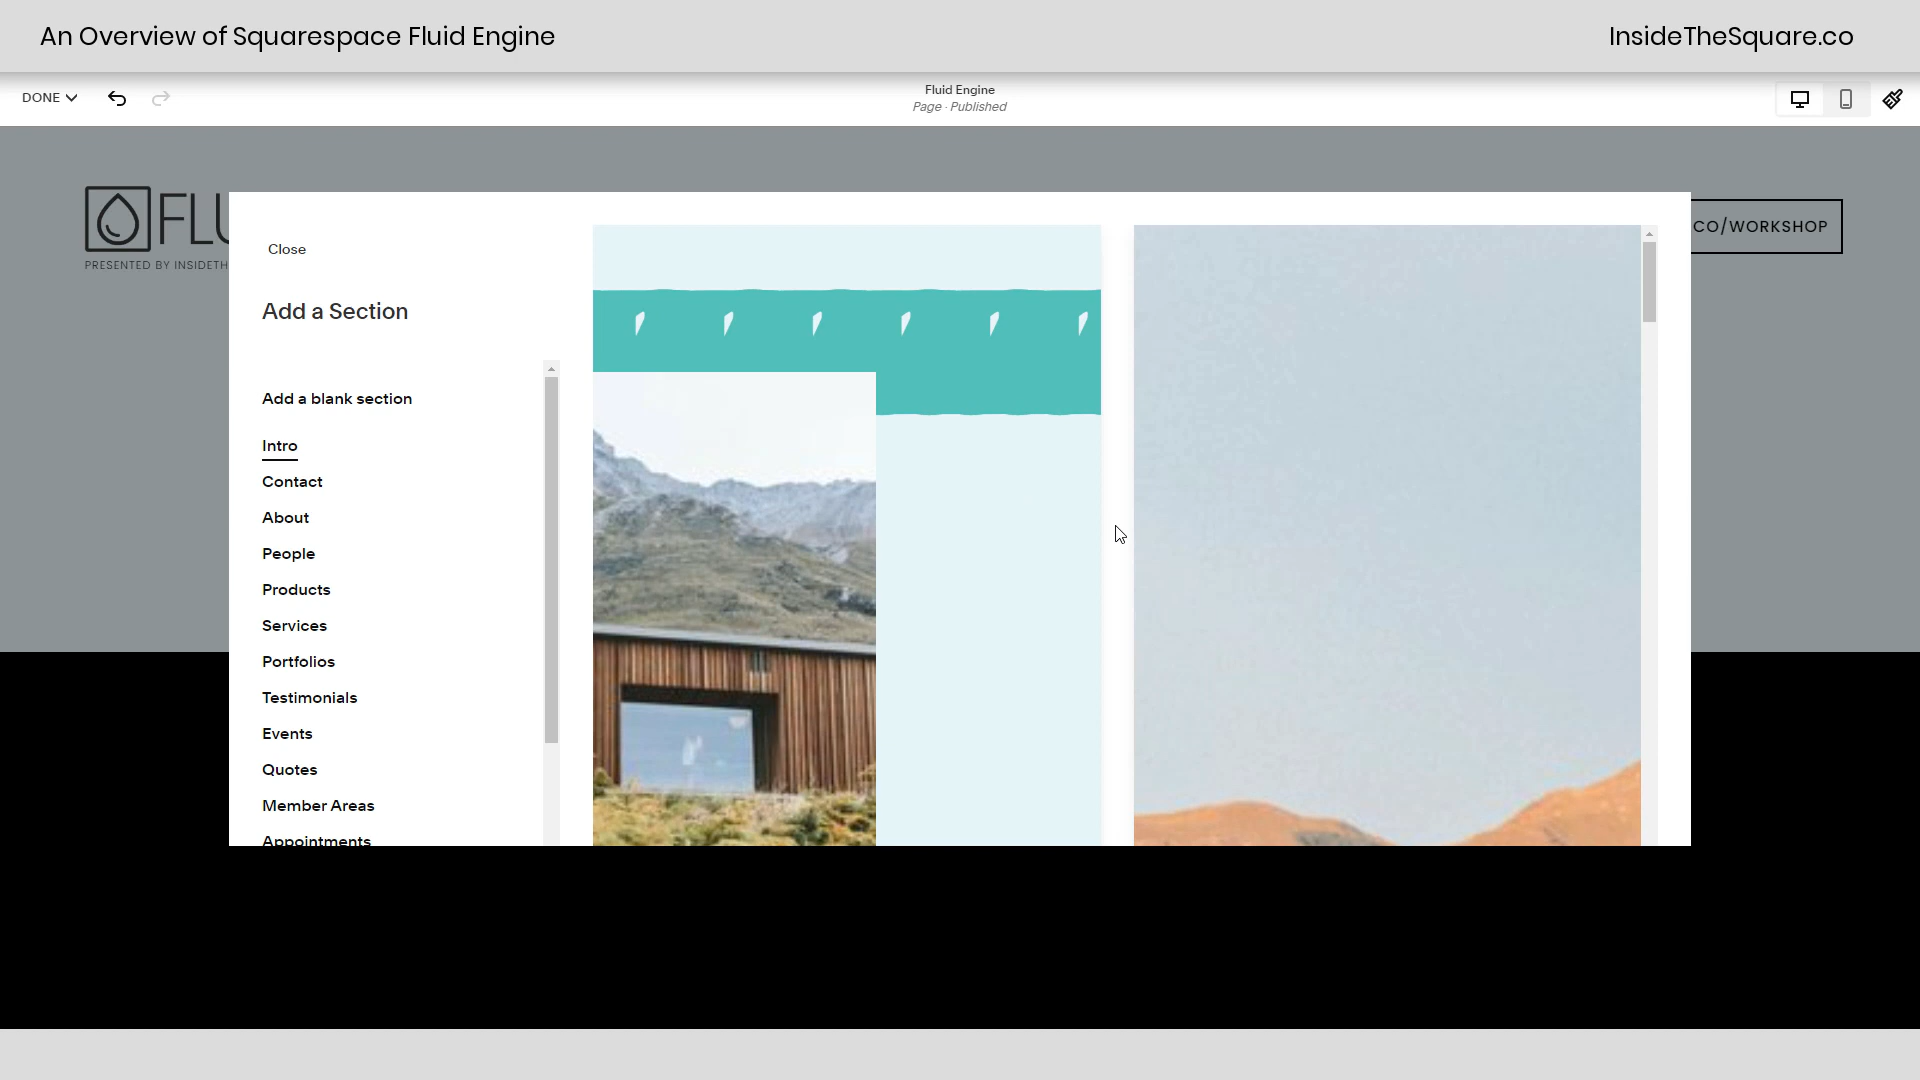 An Overview of Squarespace Fluid Engine
InsideTheSquare.co
DONE
Fluid Engine
Page · Published
FLU
PRESENTED BY INSIDETH
CO/WORKSHOP
Close
Add a Section
Add a blank section
Intro
Contact
About
People
Products
Services
Portfolios
Testimonials
Events
Quotes
Member Areas
Appointments